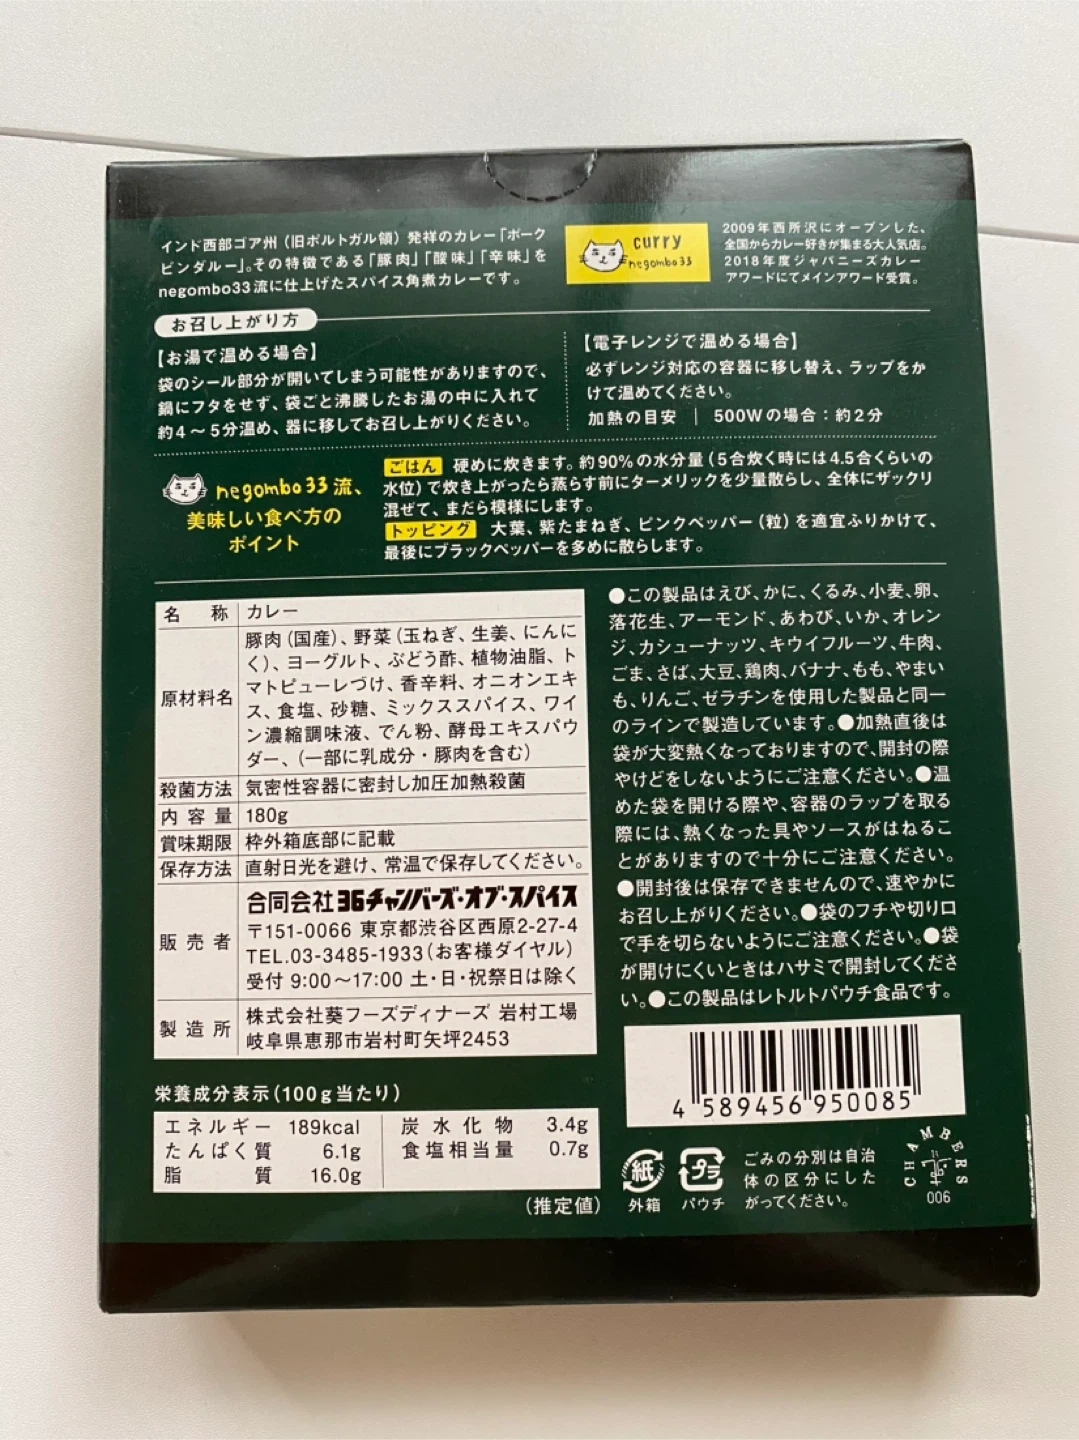 インド西部ゴア州(旧ポルトガル領)発祥のカレー「ポーク
ビンダルー」。その特徴である「豚肉」「酸味」「辛味」を
negombo33流に仕上げたスパイス角煮カレーです。
curry
negombo33
2009年西所沢にオープンした、
全国からカレー好きが集まる大人気店。
2018年度ジャパニーズカレー
アワードにてメインアワード受賞。
お召し上がり方
【お湯で温める場合】
袋のシール部分が開いてしまう可能性がありますので、
鍋にフタをせず、袋ごと沸騰したお湯の中に入れて
約4~5分温め、器に移してお召し上がりください。
【電子レンジで温める場合】
必ずレンジ対応の容器に移し替え、ラップをか
けて温めてください。
加熱の目安 | 500Wの場合:約2分
negombo33流、
美味しい食べ方の
ポイント
ごはん 硬めに炊きます。約90%の水分量(5合炊く時には4.5合くらいの
水位)で炊き上がったら蒸らす前にターメリックを少量散らし、全体にザックリ
混ぜて、まだら模様にします。
トッピング 大葉、紫たまねぎ、ピンクペッパー(粒)を適宜ふりかけて、
最後にブラックペッパーを多めに散らします。
名称 カレー
原材料名 豚肉(国産)、野菜(玉ねぎ、生姜、にんに
く)、ヨーグルト、ぶどう酢、植物油脂、ト
マトピューレづけ、香辛料、オニオンエキ
ス、食塩、砂糖、ミックススパイス、ワイ
ン濃縮調味液、でん粉、酵母エキスパウ
ダー、(一部に乳成分・豚肉を含む)
殺菌方法 気密性容器に密封し加圧加熱殺菌
内容量 180g
賞味期限 枠外箱底部に記載
保存方法 直射日光を避け、常温で保存してください。
販売者 合同会社36チャンバーズ・オブ・スパイス
〒151-0066 東京都渋谷区西原2-27-4
TEL.03-3485-1933(お客様ダイヤル)
受付 9:00~17:00 土・日・祝祭日は除く
製造所 株式会社葵フーズディナーズ 岩村工場
岐阜県恵那市岩村町矢坪2453
栄養成分表示(100g当たり)
エネルギー 189kcal
たんぱく質 6.1g
脂質 16.0g
炭水化物 3.4g
食塩相当量 0.7g
(推定値)
●この製品はえび、かに、くるみ、小麦、卵、
落花生、アーモンド、あわび、いか、オレン
ジ、カシューナッツ、キウイフルーツ、牛肉、
ごま、さば、大豆、鶏肉、バナナ、もも、やまい
も、りんご、ゼラチンを使用した製品と同一
のラインで製造しています。●加熱直後は
袋が大変熱くなっておりますので、開封の際
やけどをしないようにご注意ください。●温
めた袋を開ける際や、容器のラップを取る
際には、熱くなった具やソースがはねるこ
とがありますので十分にご注意ください。
●開封後は保存できませんので、速やかに
お召し上がりください。●袋のフチや切り口
で手を切らないようにご注意ください。●袋
が開けにくいときはハサミで開封してくださ
い。●この製品はレトルトパウチ食品です。
4 589456 950085
紙
外箱
プラ
パウチ
ごみの分別は自治
体の区分にした
がってください。
CHAMBERS
006